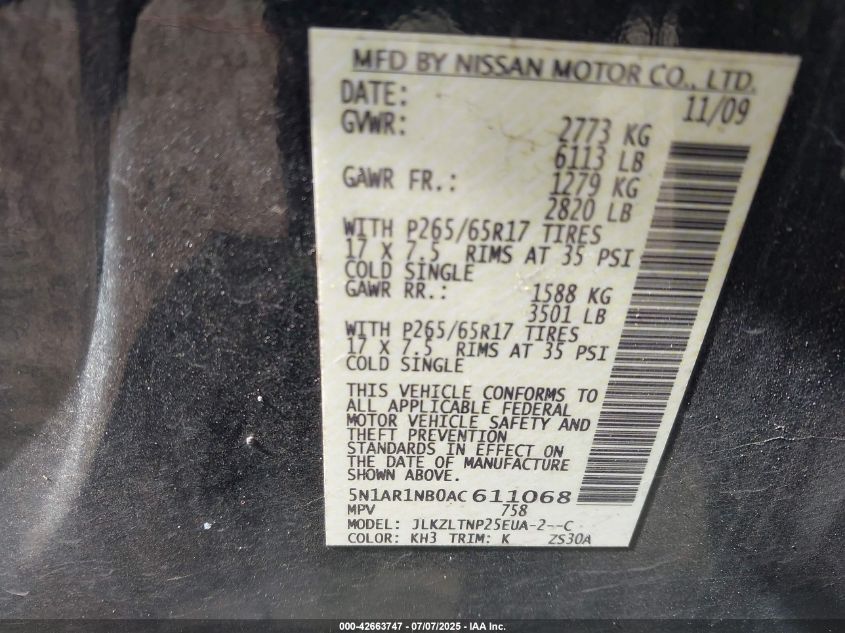 MFD BY NISSAN MOTOR CO., LTD.
DATE: 11/09
GVWR: 2773 KG
6113 LB
GAWR FR.: 1279 KG
2820 LB
WITH P265/65R17 TIRES
17 X 7.5 RIMS AT 35 PSI
COLD SINGLE
GAWR RR.: 1588 KG
3501 LB
WITH P265/65R17 TIRES
17 X 7.5 RIMS AT 35 PSI
COLD SINGLE
THIS VEHICLE CONFORMS TO
ALL APPLICABLE FEDERAL
MOTOR VEHICLE SAFETY AND
THEFT PREVENTION
STANDARDS IN EFFECT ON
THE DATE OF MANUFACTURE
SHOWN ABOVE.
5N1AR1NB0AC 611068
MPV 758
MODEL: JLKZLTNP25EUA-2--C
COLOR: KH3 TRIM: K ZS30A
000-42663747 - 07/07/2025 - IAA Inc.